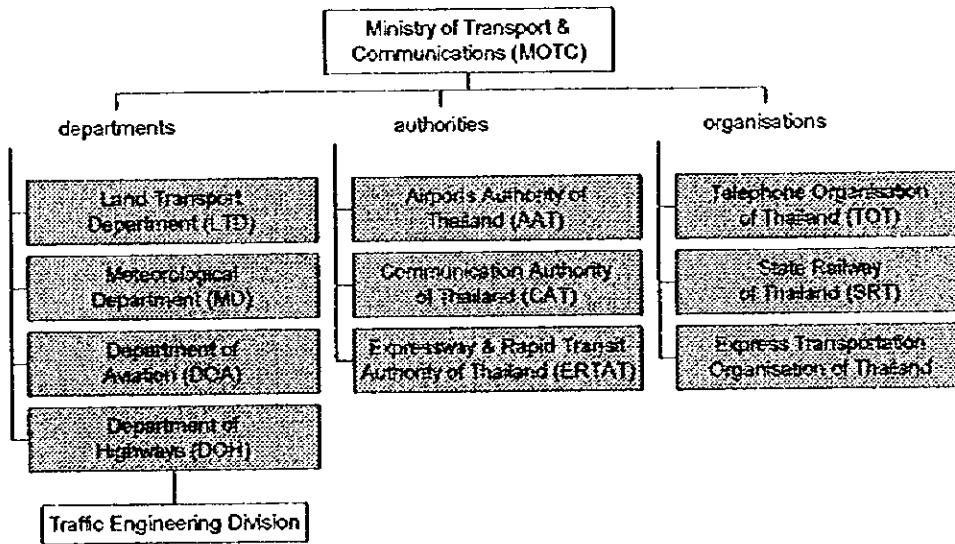 Ministry of Transport &
Communications (MOTC)
departments
authorities
organisations
Land Transport
Department (LTD)
Meteorological
Department (MD)
Department of
Aviation (DOA)
Department of
Highways (DOH)
Traffic Engineering Division
Airports Authority of
Thailand (AAT)
Communication Authority
of Thailand (CAT)
Expressway & Rapid Transit
Authority of Thailand (ERTAT)
Telephone Organisation
of Thailand (TOT)
State Railway
of Thailand (SRT)
Express Transportation
Organisation of Thailand